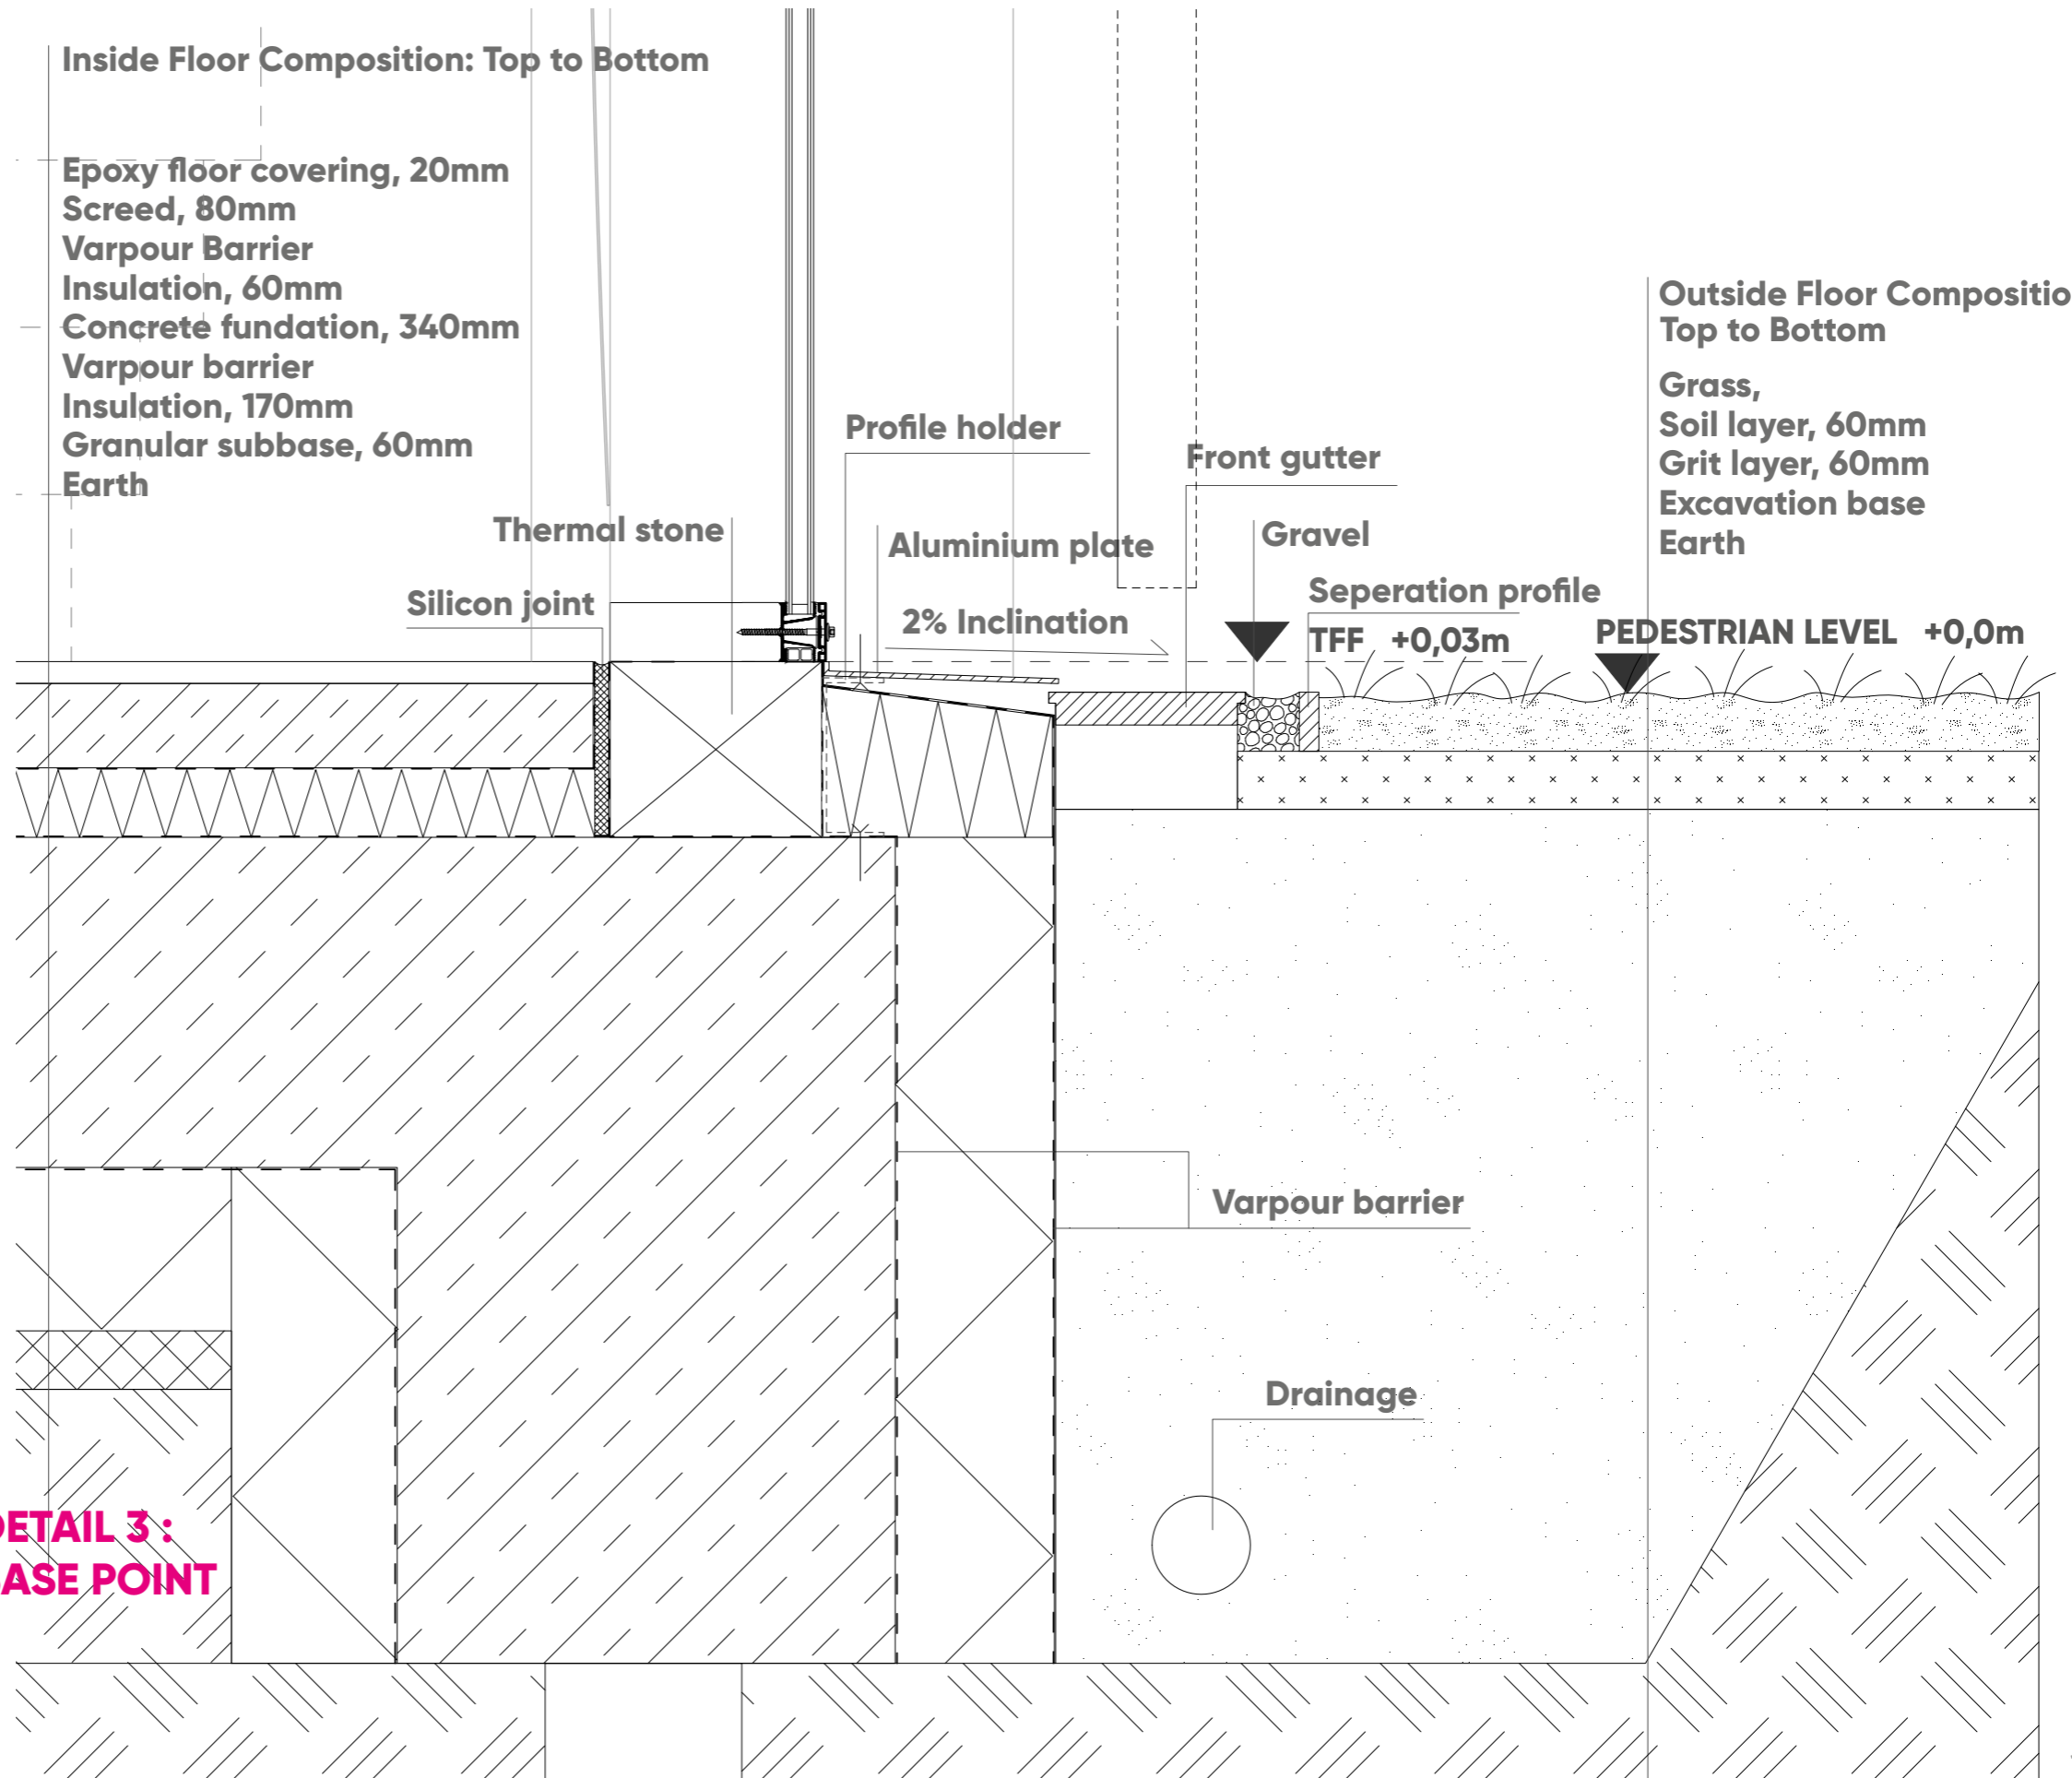 Inside Floor Composition: Top to Bottom
Epoxy floor covering, 20mm
Screed, 80mm
Varpour Barrier
Insulation, 60mm
Concrete fundation, 340mm
Varpour barrier
Insulation, 170mm
Granular subbase, 60mm
Earth
Outside Floor Compositio
Top to Bottom
Grass,
Soil layer, 60mm
Grit layer, 60mm
Excavation base
Earth
Profile holder
Front gutter
Thermal stone
Aluminium plate
Gravel
Silicon joint
2% Inclination
Seperation profile
TFF +0,03m
PEDESTRIAN LEVEL +0,0m
Varpour barrier
Drainage
DETAIL 3 :
ASE POINT